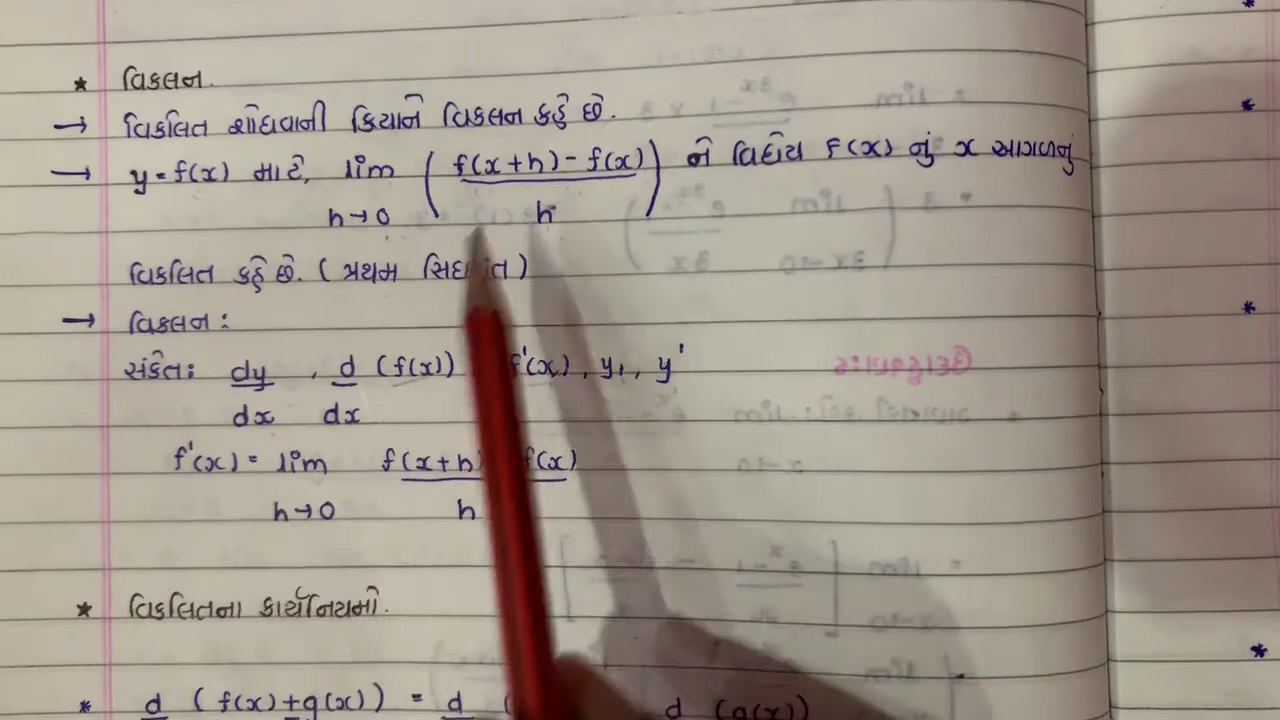 * વિકલન.
→ વિકલિત શોધવાની ક્રિયાને વિકલન કહે છે.
→ y = f(x) માટે, lim ( f(x+h) - f(x) ) ને વિધેય f(x) નું x આગળનું
h→0 h
વિકલિત કહે છે. (પ્રથમ સિદ્ધાંત)
→ વિકલન:
સંકેત: dy , d (f(x)) f'(x), y₁, y'
dx dx
f'(x) = lim f(x+h) f(x)
h→0 h
* વિકલિતના કાર્યનિયમો.
* d (f(x)+g(x)) = d ( d (g(x))